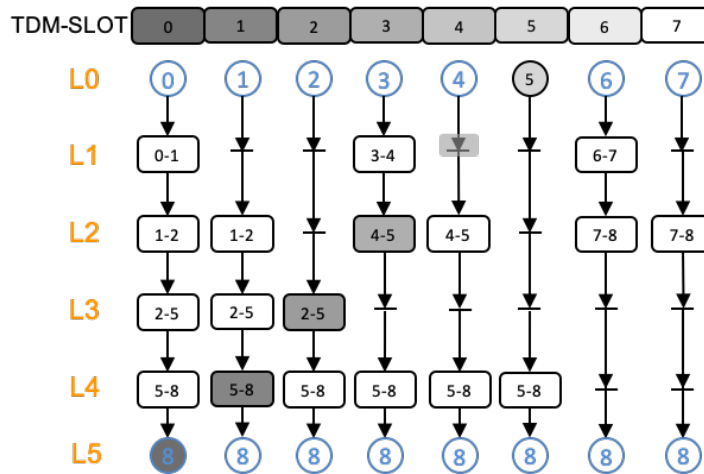 TDM-SLOT 0 1 2 3 4 5 6 7
L0 0 1 2 3 4 5 6 7
L1 0-1 3-4 6-7
L2 1-2 1-2 4-5 4-5 7-8 7-8
L3 2-5 2-5 2-5
L4 5-8 5-8 5-8 5-8 5-8 5-8
L5 8 8 8 8 8 8 8 8